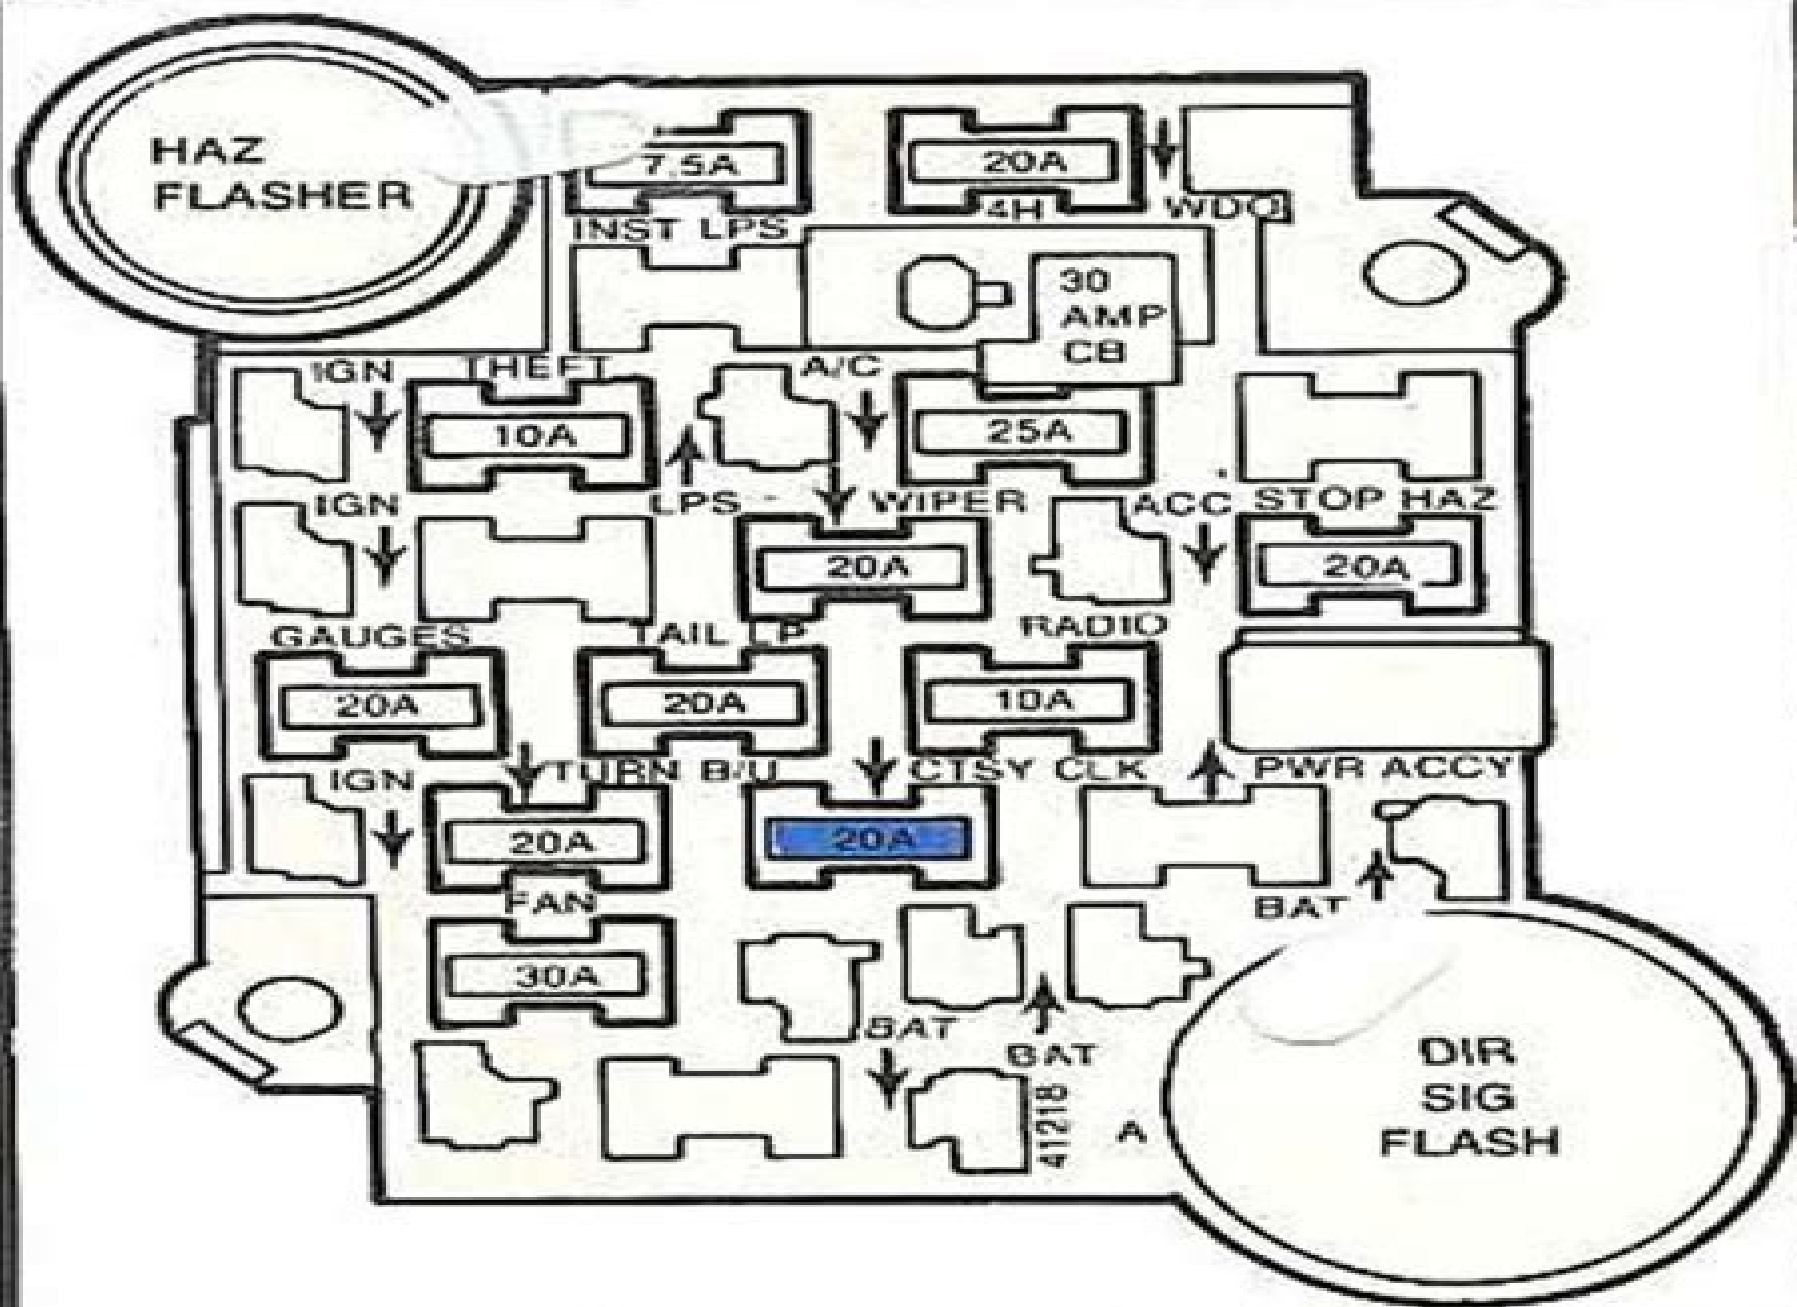 HAZ
FLASHER
7.5A
20A
INST LPS
4H
WDO
30
AMP
CB
IGN
THEFT
A/C
10A
25A
IGN
LPS
WIPER
ACC
STOP HAZ
20A
20A
GAUGES
TAIL LP
RADIO
20A
20A
10A
IGN
TURN B/U
CTSY CLK
PWR ACCY
20A
20A
FAN
BAT
30A
BAT
BAT
41218
A
DIR
SIG
FLASH